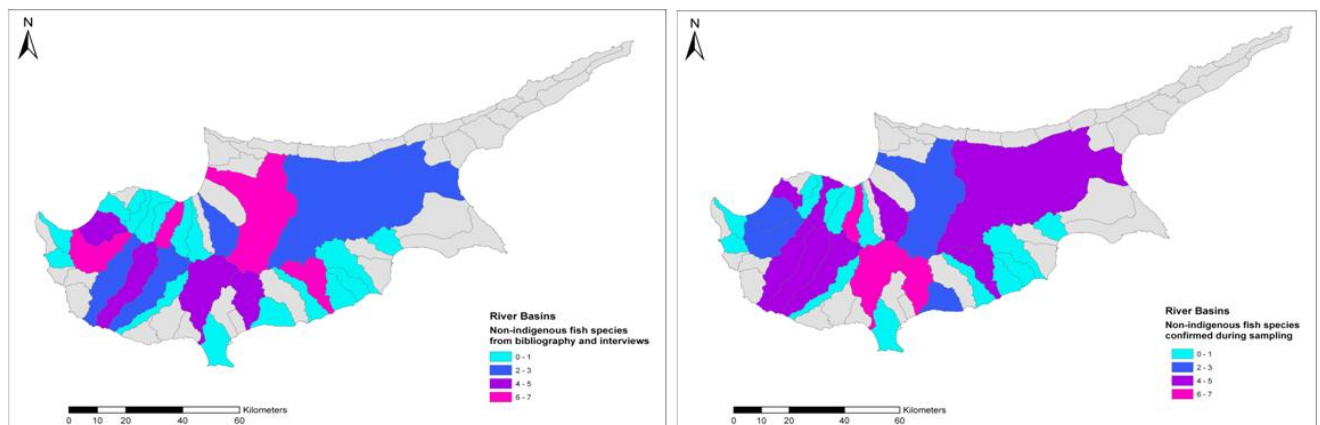 N
River Basins
Non-indigenous fish species
from bibliography and interviews
0 - 1
2 - 3
4 - 5
6 - 7
Kilometers
0 10 20 40 60
N
River Basins
Non-indigenous fish species
confirmed during sampling
0 - 1
2 - 3
4 - 5
6 - 7
Kilometers
0 10 20 40 60